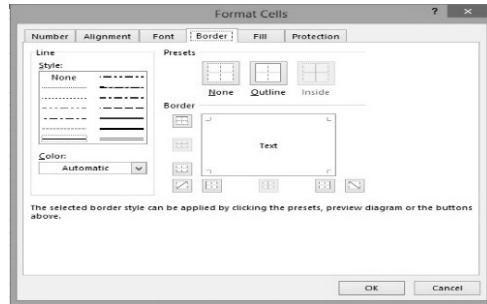 Format Cells
?
×
Number
Alignment
Font
Border
Fill
Protection
Line
Style:
None
Color:
Automatic
Presets
None
Outline
Inside
Border
Text
The selected border style can be applied by clicking the presets, preview diagram or the buttons
above.
OK
Cancel